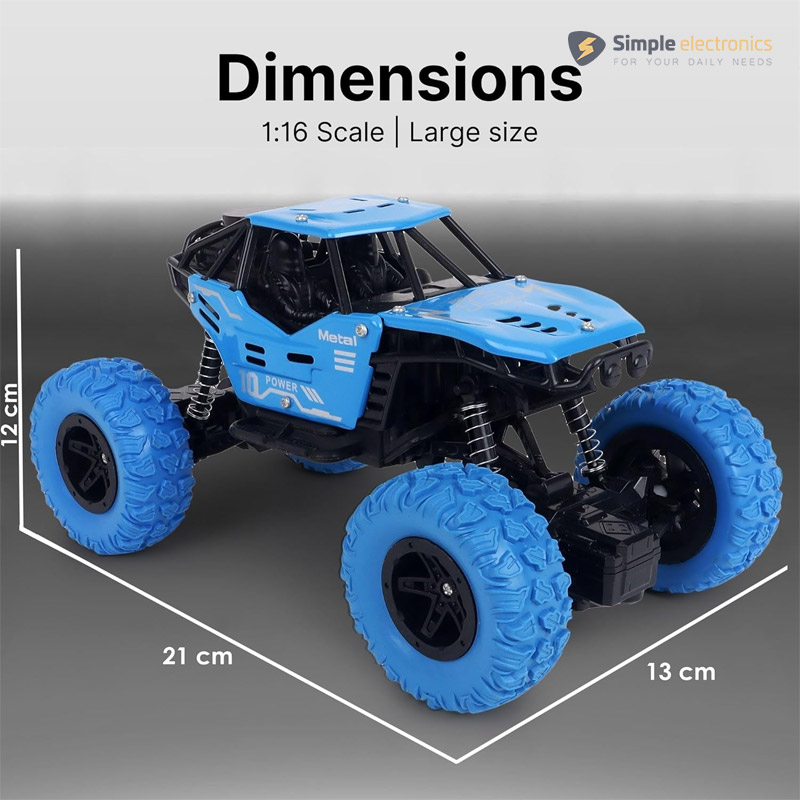 Simple electronics
FOR YOUR DAILY NEEDS
Dimensions
1:16 Scale | Large size
Metal
10 POWER
12 cm
21 cm
13 cm